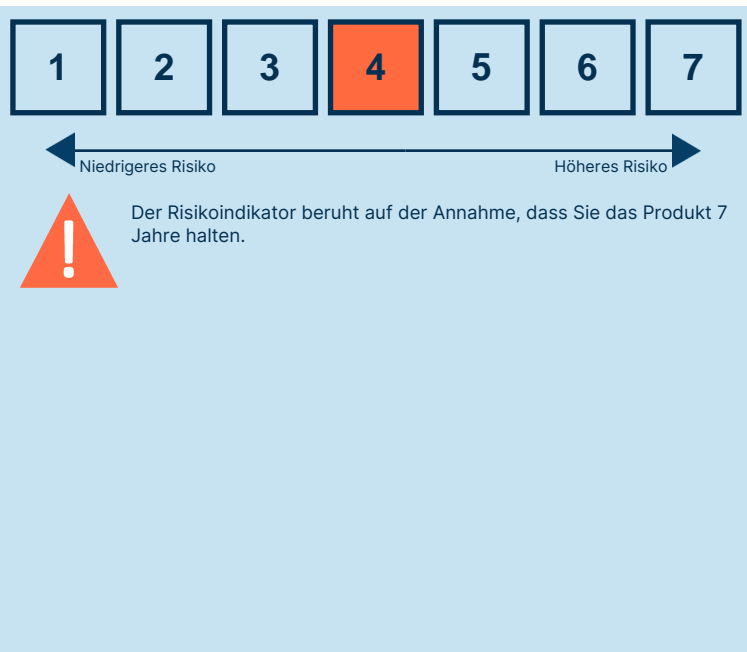 1 2 3 4 5 6 7
Niedrigeres Risiko Höheres Risiko
Der Risikoindikator beruht auf der Annahme, dass Sie das Produkt 7
Jahre halten.